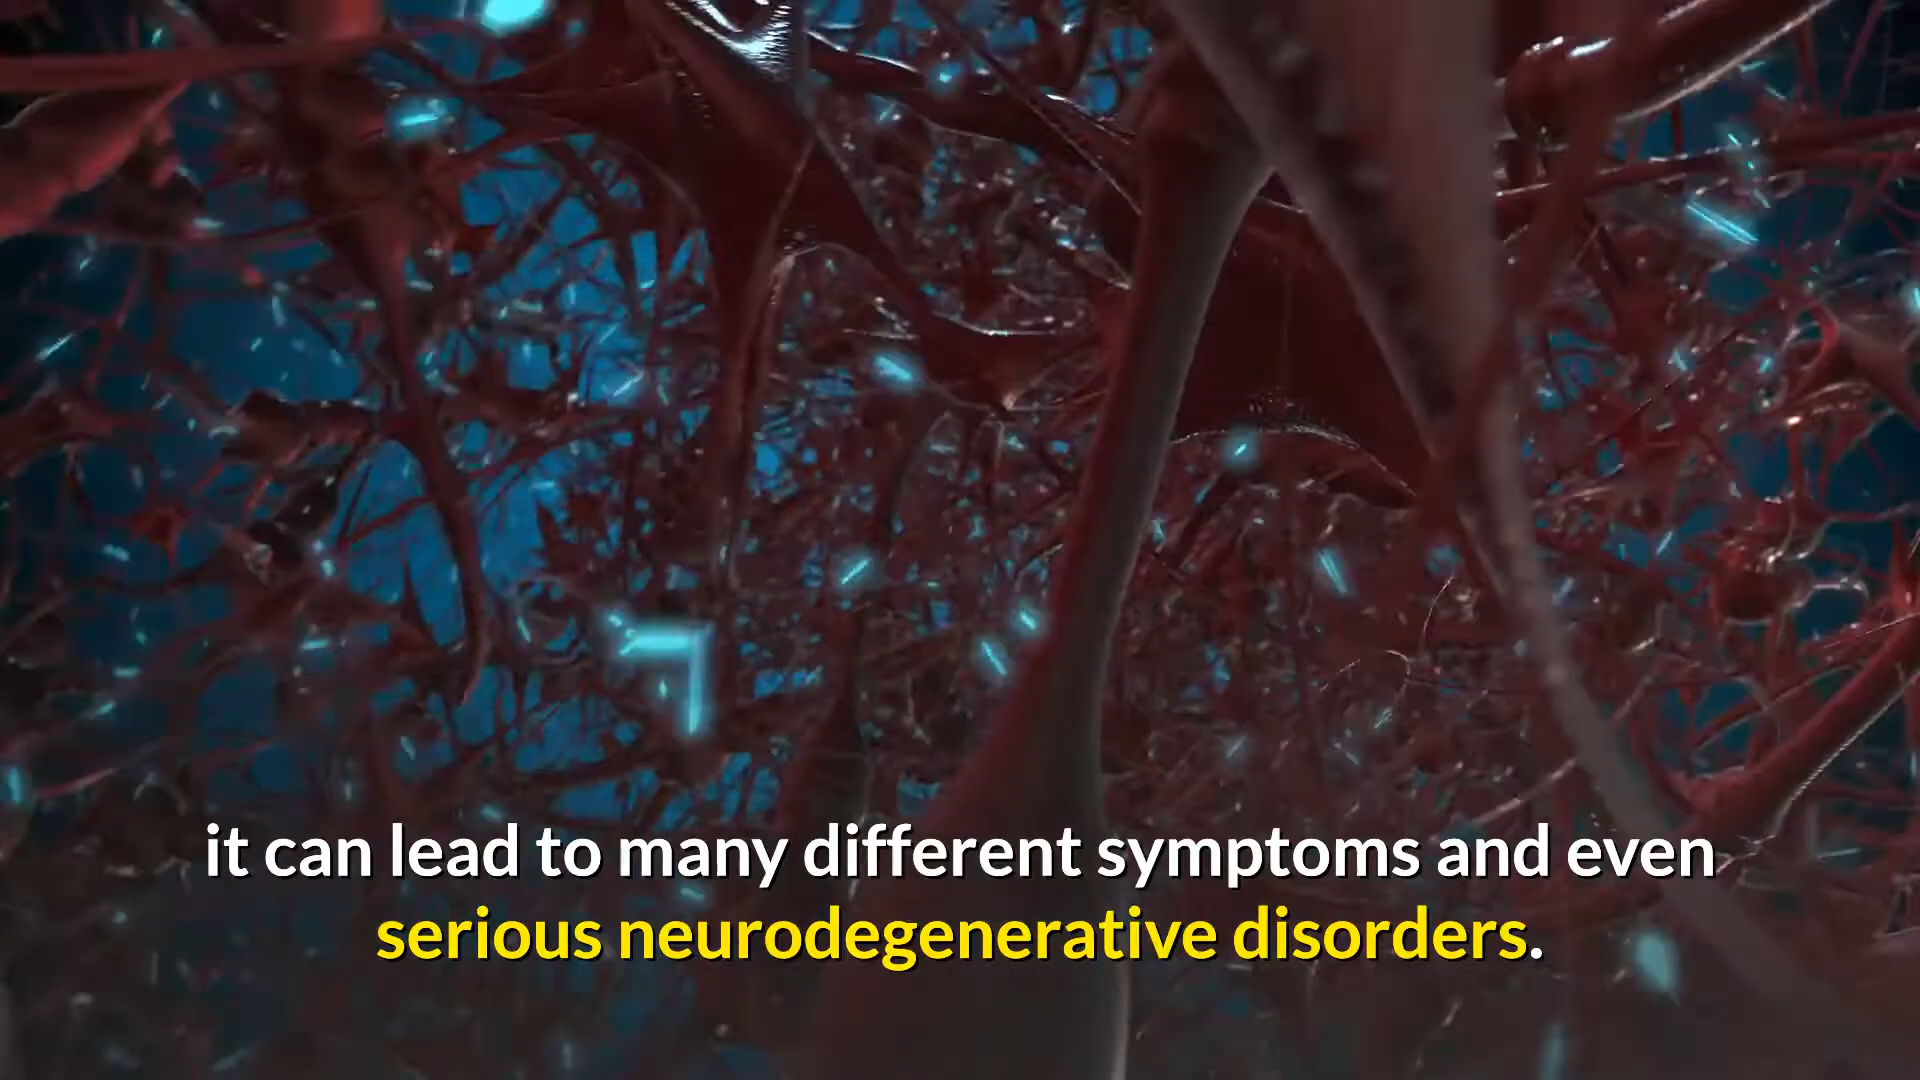 it can lead to many different symptoms and even
serious neurodegenerative disorders.